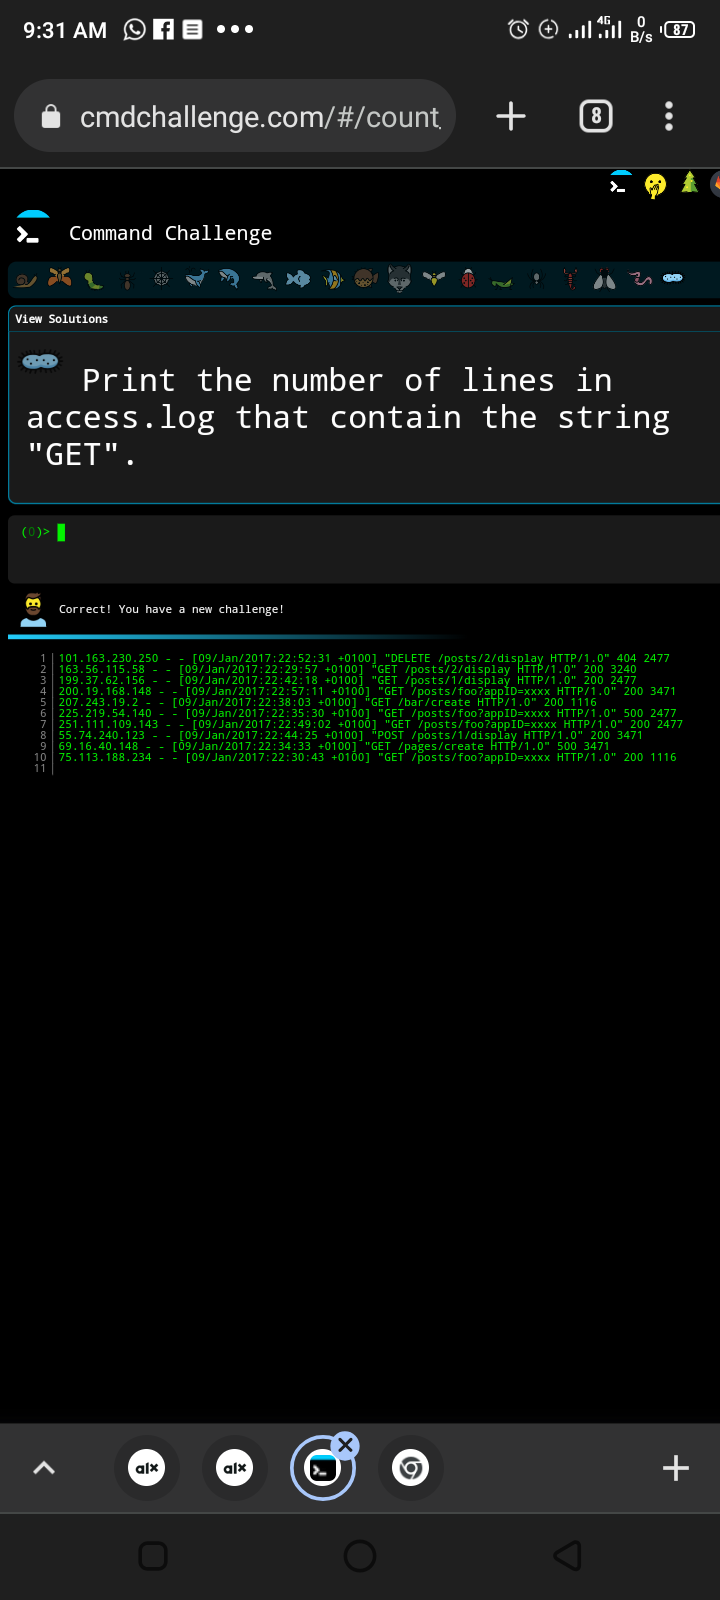 9:31 AM
4G
0
B/s
87
cmdchallenge.com/#/count
8
Command Challenge
View Solutions
Print the number of lines in
access.log that contain the string
"GET".
(0)>
Correct! You have a new challenge!
1 101.163.230.250 - - [09/Jan/2017:22:52:31 +0100] "DELETE /posts/2/display HTTP/1.0" 404 2477
2 163.56.115.58 - - [09/Jan/2017:22:29:57 +0100] "GET /posts/2/display HTTP/1.0" 200 3240
3 199.37.62.156 - - [09/Jan/2017:22:42:18 +0100] "GET /posts/1/display HTTP/1.0" 200 2477
4 200.19.168.148 - - [09/Jan/2017:22:57:11 +0100] "GET /posts/foo?appID=xxxx HTTP/1.0" 200 3471
5 207.243.19.2 - - [09/Jan/2017:22:38:03 +0100] "GET /bar/create HTTP/1.0" 200 1116
6 225.219.54.140 - - [09/Jan/2017:22:35:30 +0100] "GET /posts/foo?appID=xxxx HTTP/1.0" 500 2477
7 251.111.109.143 - - [09/Jan/2017:22:49:02 +0100] "GET /posts/foo?appID=xxxx HTTP/1.0" 200 2477
8 55.74.240.123 - - [09/Jan/2017:22:44:25 +0100] "POST /posts/1/display HTTP/1.0" 200 3471
9 69.16.40.148 - - [09/Jan/2017:22:34:33 +0100] "GET /pages/create HTTP/1.0" 500 3471
10 75.113.188.234 - - [09/Jan/2017:22:30:43 +0100] "GET /posts/foo?appID=xxxx HTTP/1.0" 200 1116
11
alx
alx